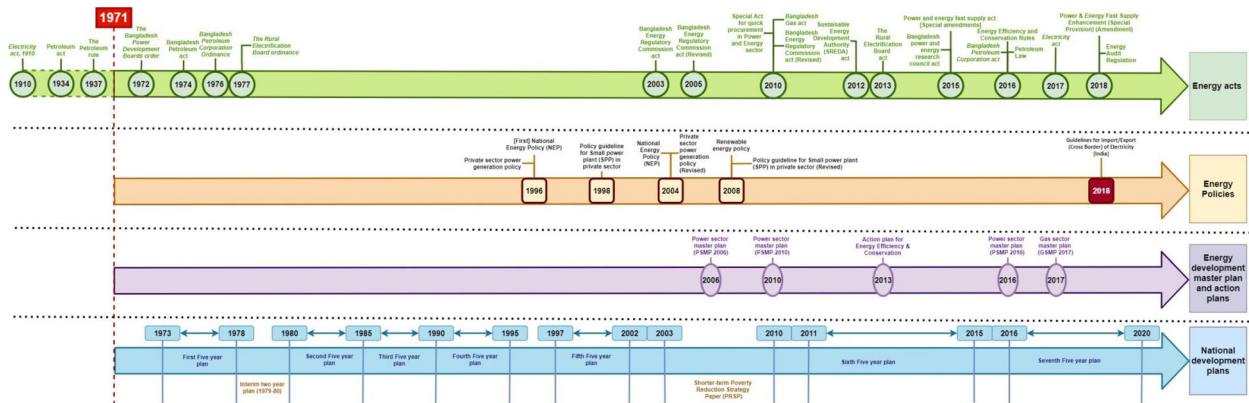 1971
Electricity act, 1910
Petroleum
act
The
Petroleum
rule
The
Bangladesh
Power
Development
Boards order
Bangladesh
Petroleum
act
Bangladesh
Petroleum
Corporation
Ordinance
The Rural
Electrification
Board ordinance
Bangladesh
Energy
Regulatory
Commission
act
Bangladesh
Energy
Regulatory
Commission
act (Revised)
Special Act
for quick
procurement
in Power
and Energy
sector
Bangladesh
Gas act
Bangladesh
Energy
Regulatory
Commission
act (Revised)
Sustainable
Energy
Development
Authority
(SREDA)
act
The
Rural
Electrification
Board
act
Power and energy fast supply act
[Special amendments]
Bangladesh
power and
energy
research
council act
Energy Efficiency and
Conservation Rules
Bangladesh
Petroleum
Corporation act
Petroleum
Law
Electricity
act
Power & Energy Fast Supply
Enhancement (Special
Provision) (Amendment)
Energy
Audit
Regulation
1910
1934
1937
1972
1974
1976
1977
2003
2005
2010
2012
2013
2015
2016
2017
2018
Energy acts
Private sector power
generation policy
[First] National
Energy Policy (NEP)
Policy guideline
for Small power
plant (SPP) in
private sector
National
Energy
Policy
(NEP)
Private
sector
power
generation
policy
(Revised)
Renewable
energy policy
Policy guideline for Small power plant
(SPP) in private sector (Revised)
Guidelines for Import/Export
(Cross Border) of Electricity
[India]
1996
1998
2004
2008
2018
Energy
Policies
Power sector
master plan
(PSMP 2006)
Power sector
master plan
(PSMP 2010)
Action plan for
Energy Efficiency &
Conservation
Power sector
master plan
(PSMP 2016)
Gas sector
master plan
(GSMP 2017)
2006
2010
2013
2016
2017
Energy
development
master plan
and action
plans
1973
1978
1980
1985
1990
1995
1997
2002
2003
2010
2011
2015
2016
2020
First Five year
plan
Second Five year
plan
Third Five year
plan
Fourth Five year
plan
Fifth Five year
plan
Sixth Five year plan
Seventh Five year plan
Interim two year
plan (1979-80)
Shorter-term Poverty
Reduction Strategy
Paper (PRSP)
National
development
plans